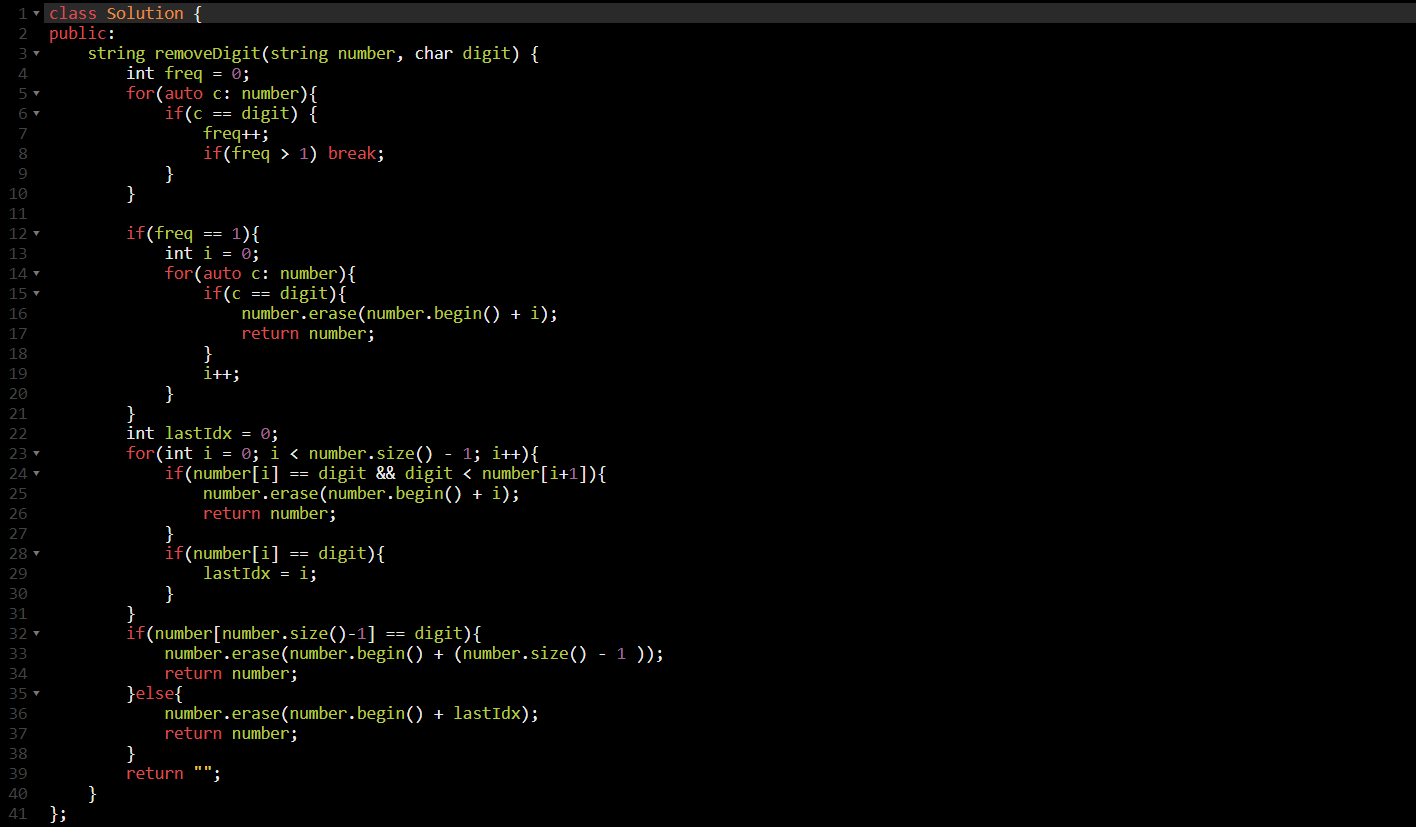 1 class Solution {
2 public:
3     string removeDigit(string number, char digit) {
4         int freq = 0;
5         for(auto c: number){
6             if(c == digit) {
7                 freq++;
8                 if(freq > 1) break;
9             }
10         }
11
12         if(freq == 1){
13             int i = 0;
14             for(auto c: number){
15                 if(c == digit){
16                     number.erase(number.begin() + i);
17                     return number;
18                 }
19                 i++;
20             }
21         }
22         int lastIdx = 0;
23         for(int i = 0; i < number.size() - 1; i++){
24             if(number[i] == digit && digit < number[i+1]){
25                 number.erase(number.begin() + i);
26                 return number;
27             }
28             if(number[i] == digit){
29                 lastIdx = i;
30             }
31         }
32         if(number[number.size()-1] == digit){
33             number.erase(number.begin() + (number.size() - 1 ));
34             return number;
35         }else{
36             number.erase(number.begin() + lastIdx);
37             return number;
38         }
39         return "";
40     }
41 };